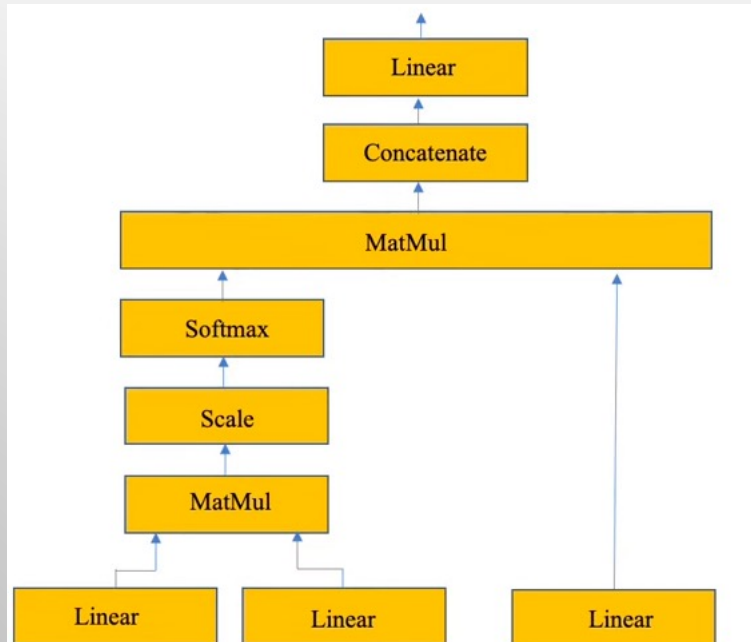 Linear
Concatenate
MatMul
Softmax
Scale
MatMul
Linear
Linear
Linear